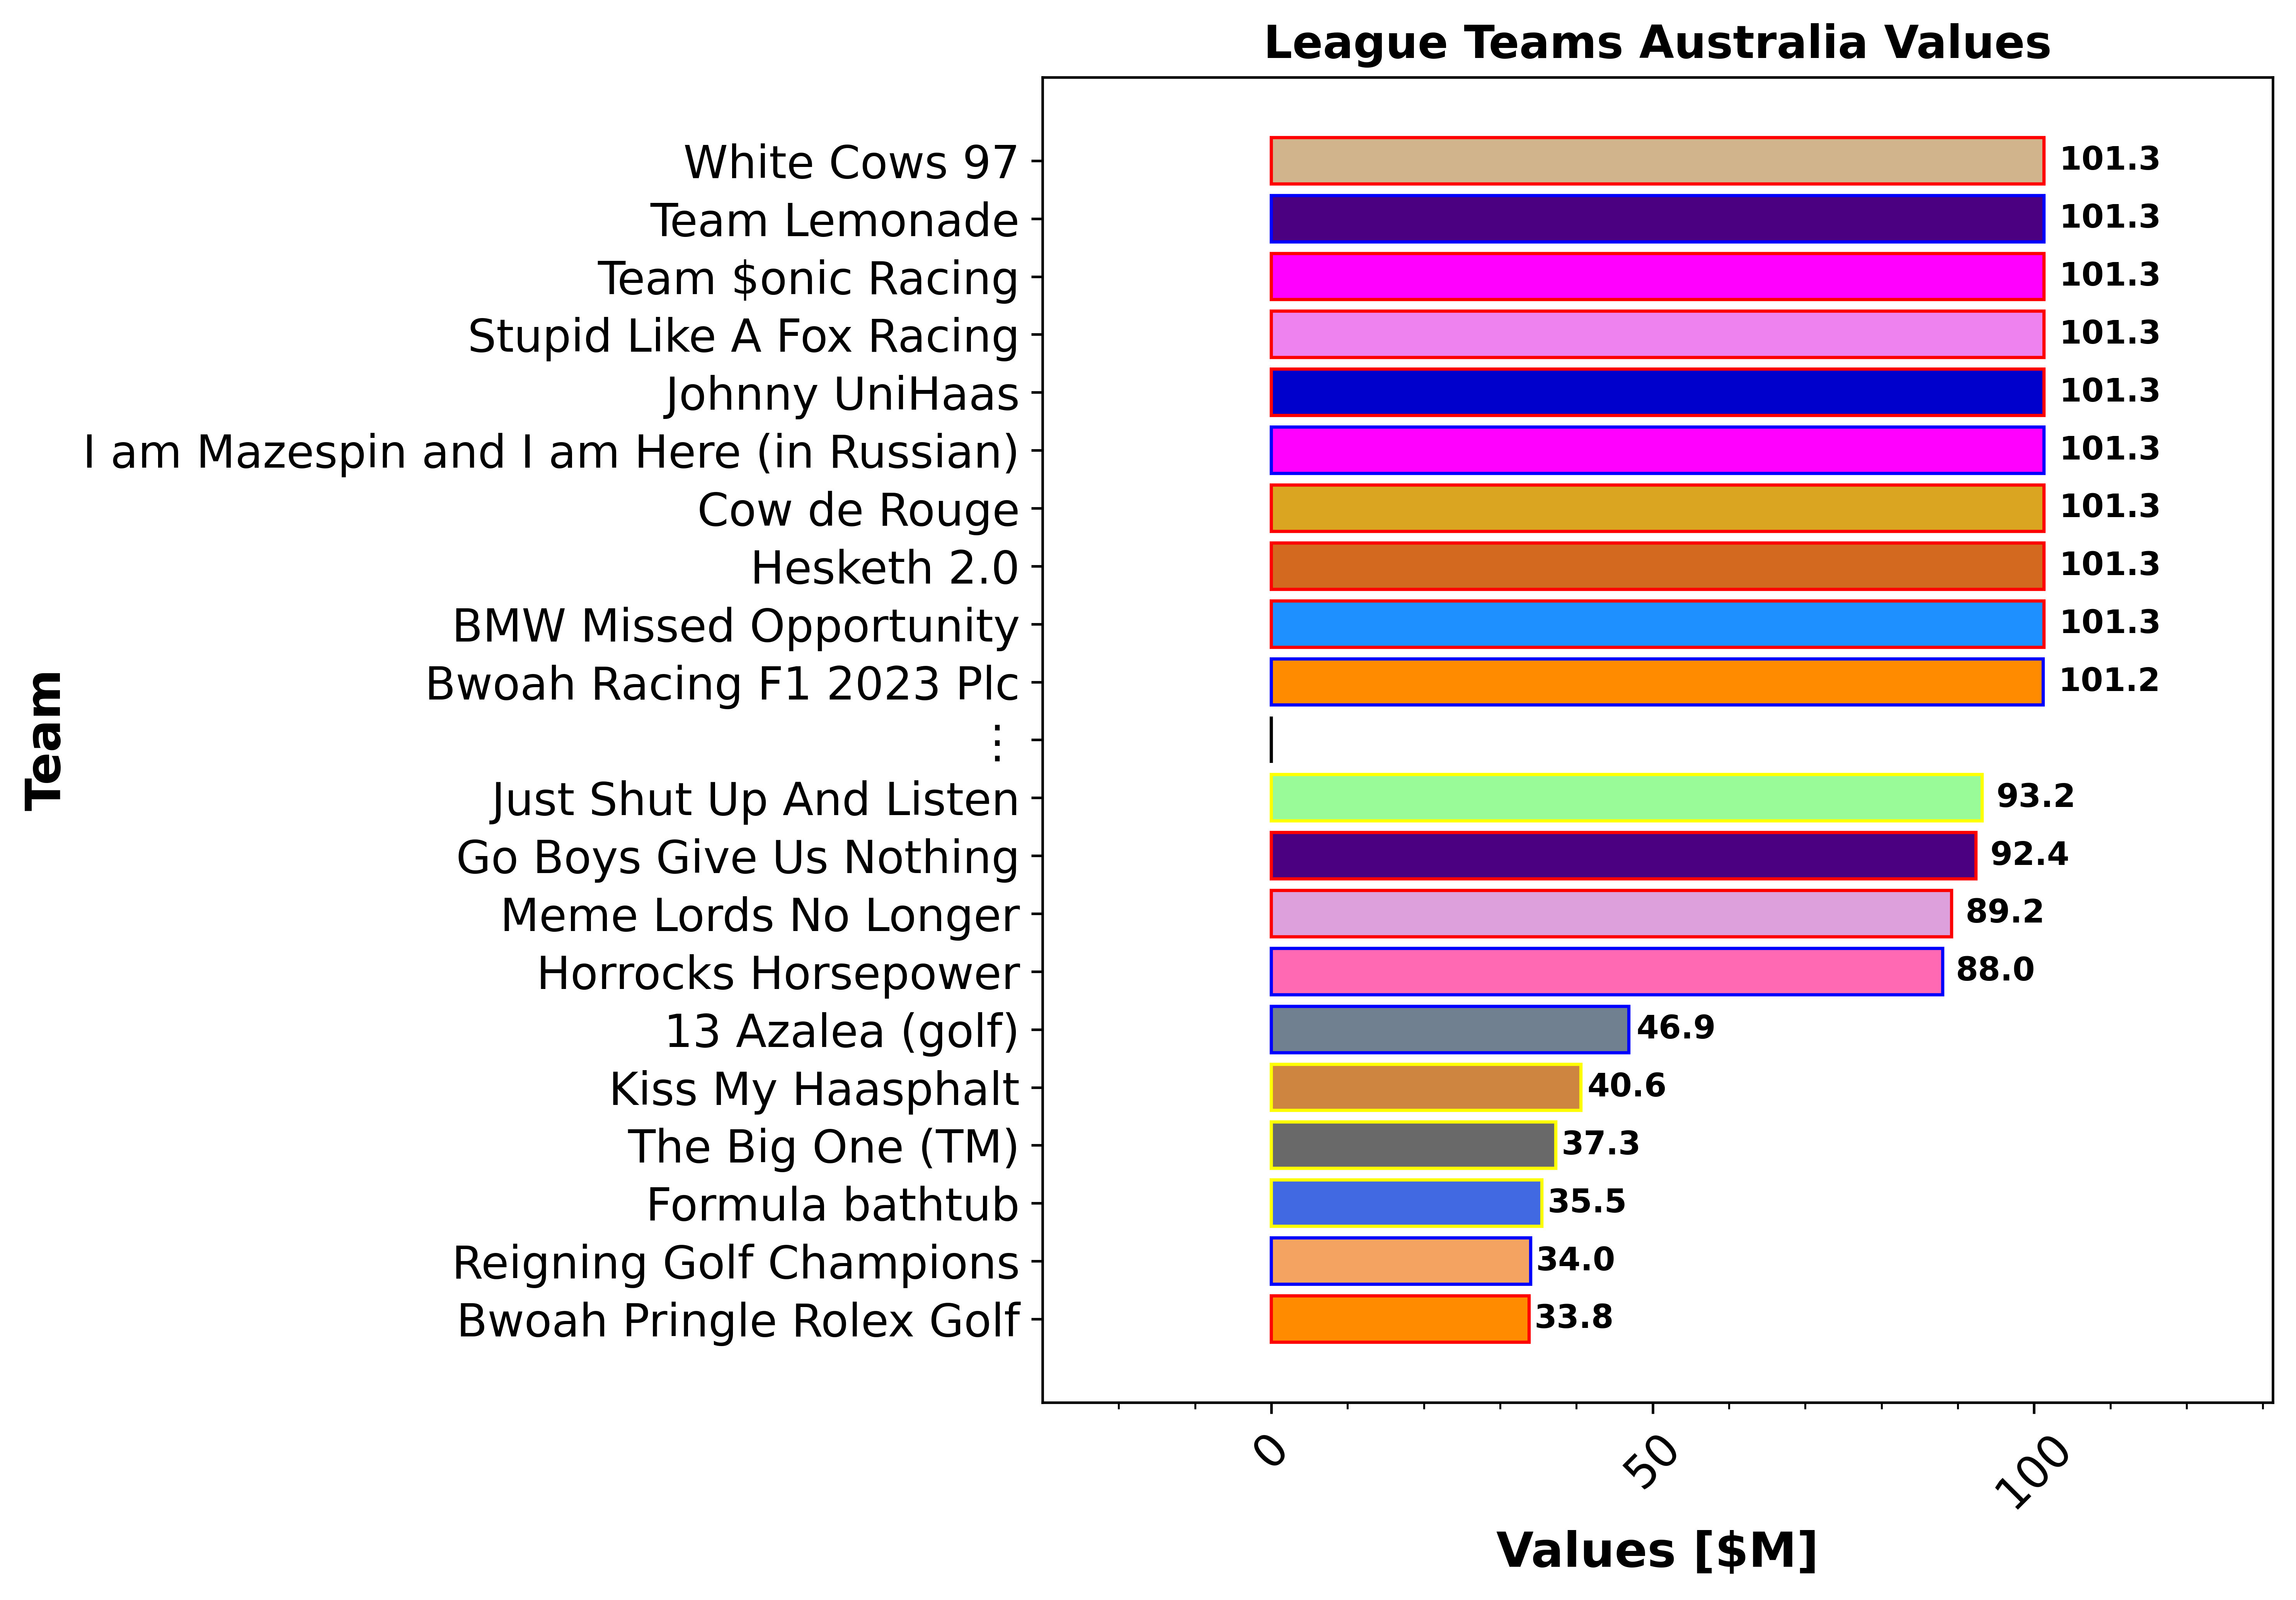 League Teams Australia Values
White Cows 97 101.3
Team Lemonade 101.3
Team $onic Racing 101.3
Stupid Like A Fox Racing 101.3
Johnny UniHaas 101.3
I am Mazespin and I am Here (in Russian) 101.3
Cow de Rouge 101.3
Hesketh 2.0 101.3
BMW Missed Opportunity 101.3
Bwoah Racing F1 2023 Plc 101.2
⋮
Just Shut Up And Listen 93.2
Go Boys Give Us Nothing 92.4
Meme Lords No Longer 89.2
Horrocks Horsepower 88.0
13 Azalea (golf) 46.9
Kiss My Haasphalt 40.6
The Big One (TM) 37.3
Formula bathtub 35.5
Reigning Golf Champions 34.0
Bwoah Pringle Rolex Golf 33.8
Team
0 50 100
Values [$M]